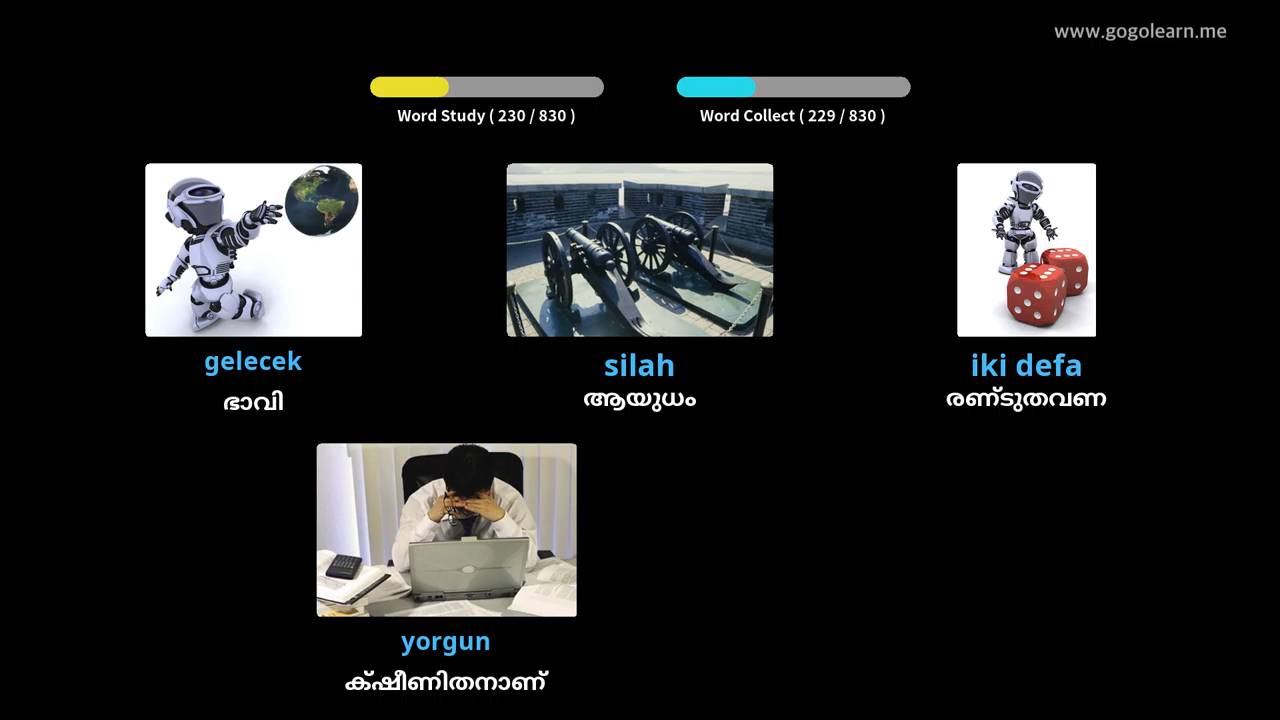 www.gogolearn.me
Word Study ( 230 / 830 )
Word Collect ( 229 / 830 )
gelecek
ഭാവി
silah
ആയുധം
iki defa
രണ്ടുതവണ
yorgun
ക്ഷീണിതനാണ്